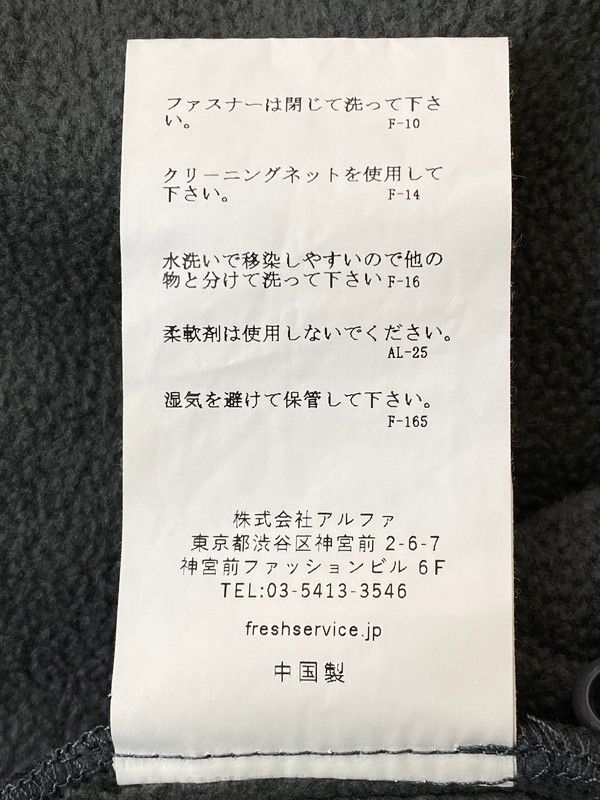 ファスナーは閉じて洗って下さ
い。 F-10
クリーニングネットを使用して
下さい。 F-14
水洗いで移染しやすいので他の
物と分けて洗って下さい F-16
柔軟剤は使用しないでください。
AL-25
湿気を避けて保管して下さい。
F-165
株式会社アルファ
東京都渋谷区神宮前 2-6-7
神宮前ファッションビル 6F
TEL:03-5413-3546
freshservice.jp
中国製